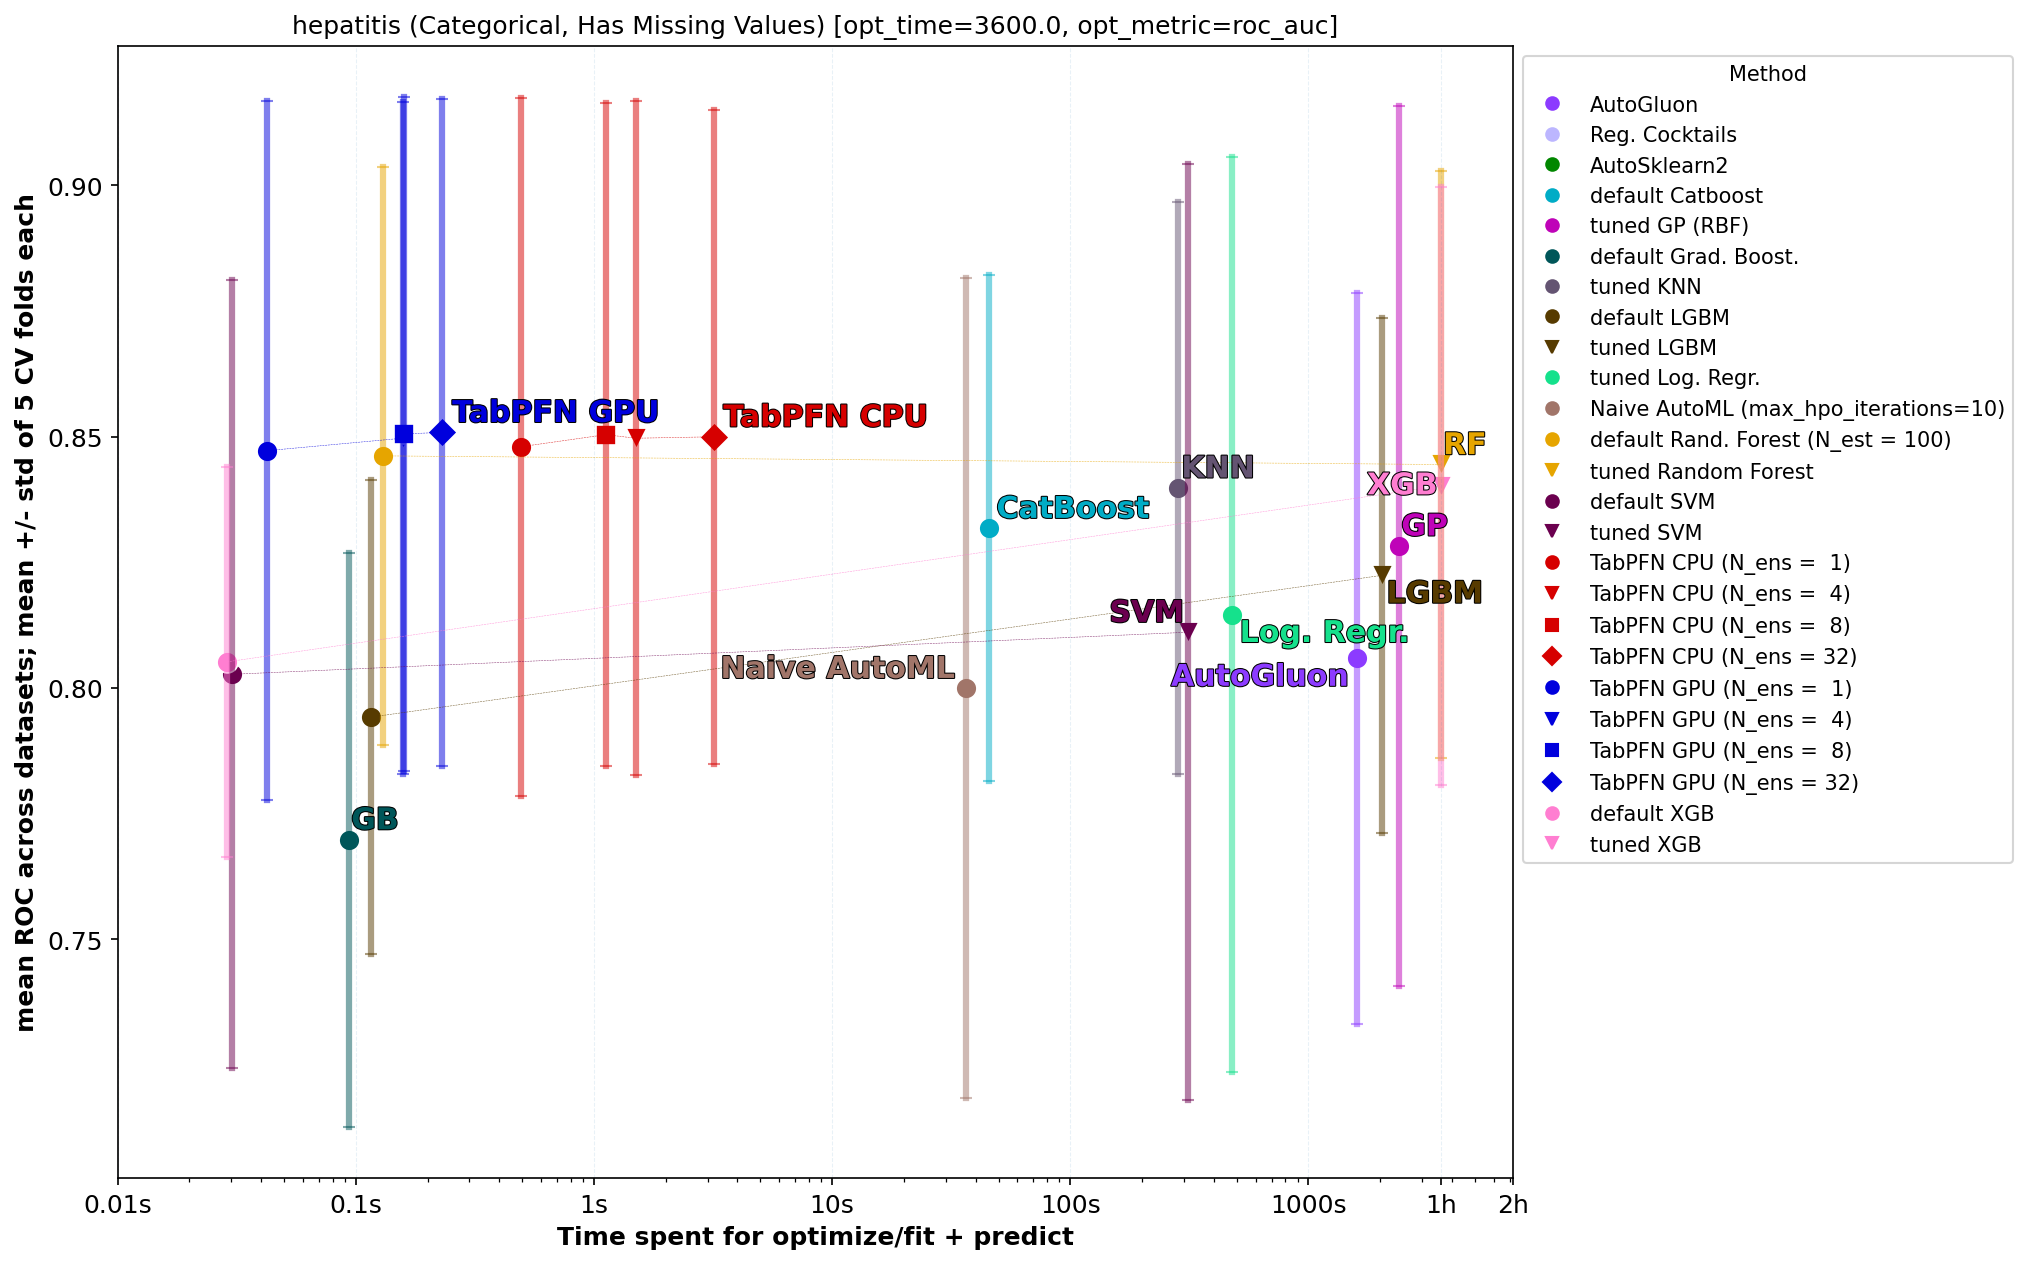 hepatitis (Categorical, Has Missing Values) [opt_time=3600.0, opt_metric=roc_auc]
mean ROC across datasets; mean +/- std of 5 CV folds each
0.90
0.85
0.80
0.75
TabPFN GPU
TabPFN CPU
RF
KNN
XGB
CatBoost
GP
LGBM
SVM
Log. Regr.
Naive AutoML
AutoGluon
GB
0.01s
0.1s
1s
10s
100s
1000s
1h
2h
Time spent for optimize/fit + predict
Method
AutoGluon
Reg. Cocktails
AutoSklearn2
default Catboost
tuned GP (RBF)
default Grad. Boost.
tuned KNN
default LGBM
tuned LGBM
tuned Log. Regr.
Naive AutoML (max_hpo_iterations=10)
default Rand. Forest (N_est = 100)
tuned Random Forest
default SVM
tuned SVM
TabPFN CPU (N_ens =  1)
TabPFN CPU (N_ens =  4)
TabPFN CPU (N_ens =  8)
TabPFN CPU (N_ens = 32)
TabPFN GPU (N_ens =  1)
TabPFN GPU (N_ens =  4)
TabPFN GPU (N_ens =  8)
TabPFN GPU (N_ens = 32)
default XGB
tuned XGB